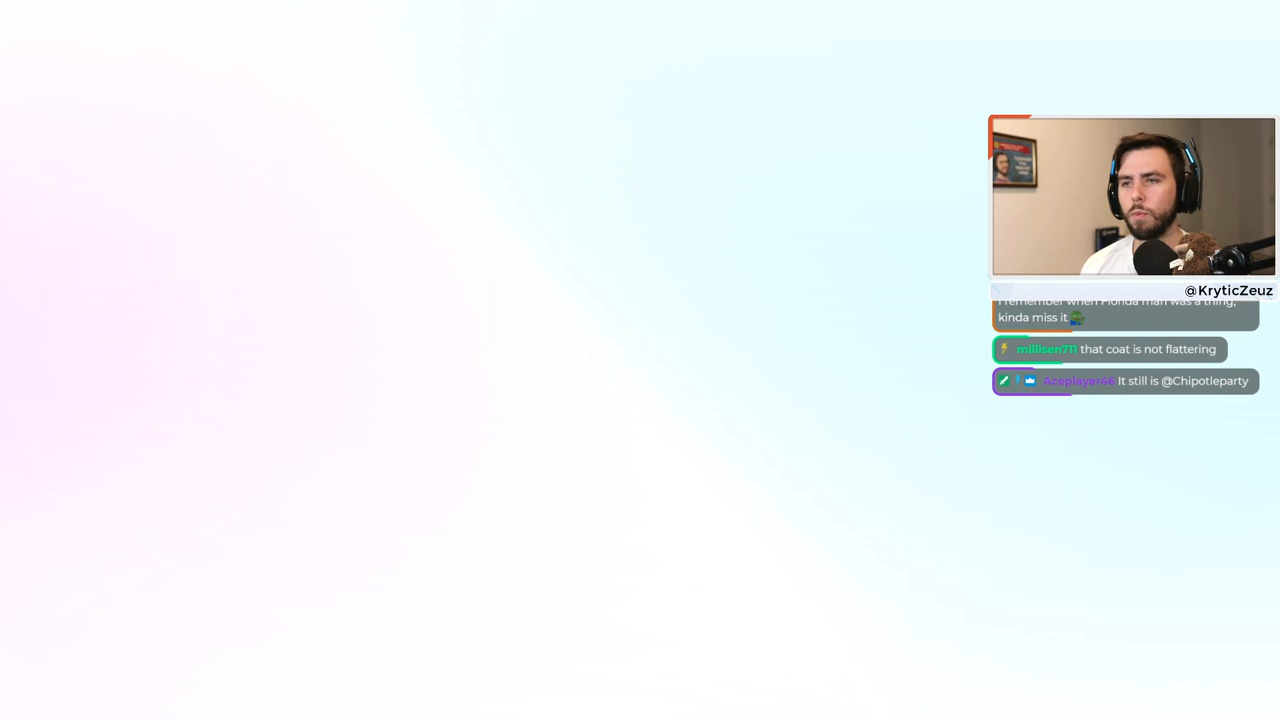 @KryticZeuz
I remember when Florida man was a thing,
kinda miss it
millisen711 that coat is not flattering
Aceplayer46 It still is @Chipotleparty